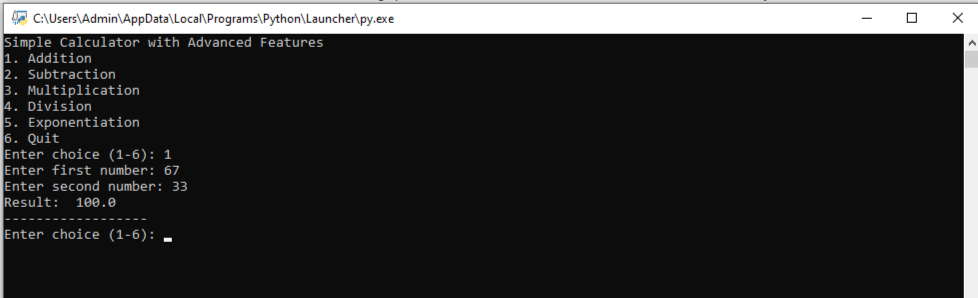 C:\Users\Admin\AppData\Local\Programs\Python\Launcher\py.exe
Simple Calculator with Advanced Features
1. Addition
2. Subtraction
3. Multiplication
4. Division
5. Exponentiation
6. Quit
Enter choice (1-6): 1
Enter first number: 67
Enter second number: 33
Result:  100.0
------------------
Enter choice (1-6):